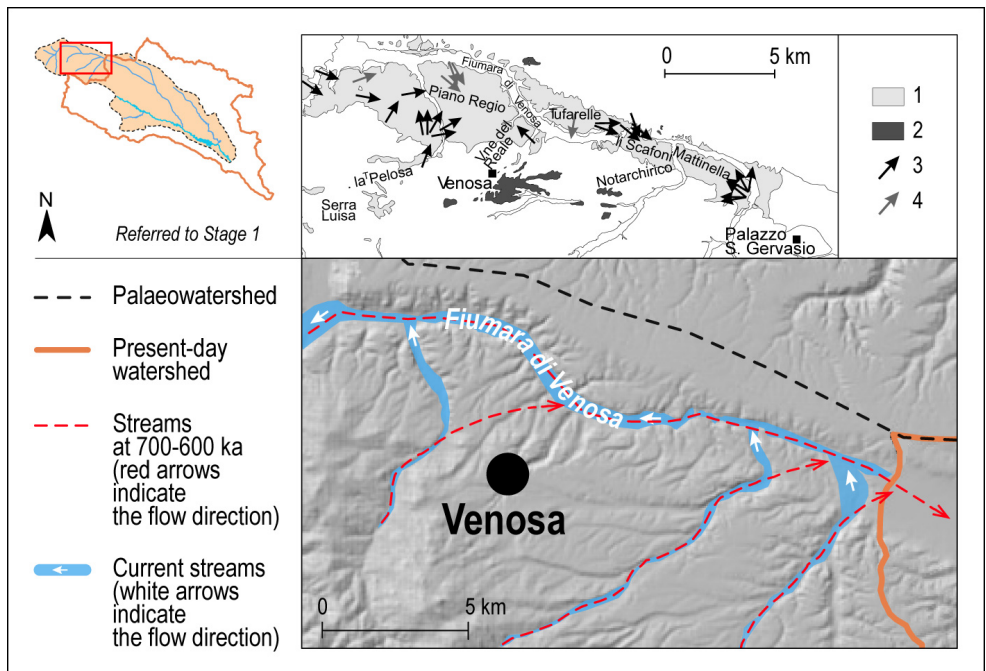 N
Referred to Stage 1
Palaeowatershed
Present-day
watershed
Streams
at 700-600 ka
(red arrows
indicate
the flow direction)
Current streams
(white arrows
indicate
the flow direction)
0
5 km
Fiumara
di Venosa
Piano Regio
Tufarelle
Vne del
Reale
li Scafoni
Mattinella
la Pelosa
Venosa
Notarchirico
Serra
Luisa
Palazzo
S. Gervasio
1
2
3
4
Fiumara di Venosa
Venosa
0
5 km